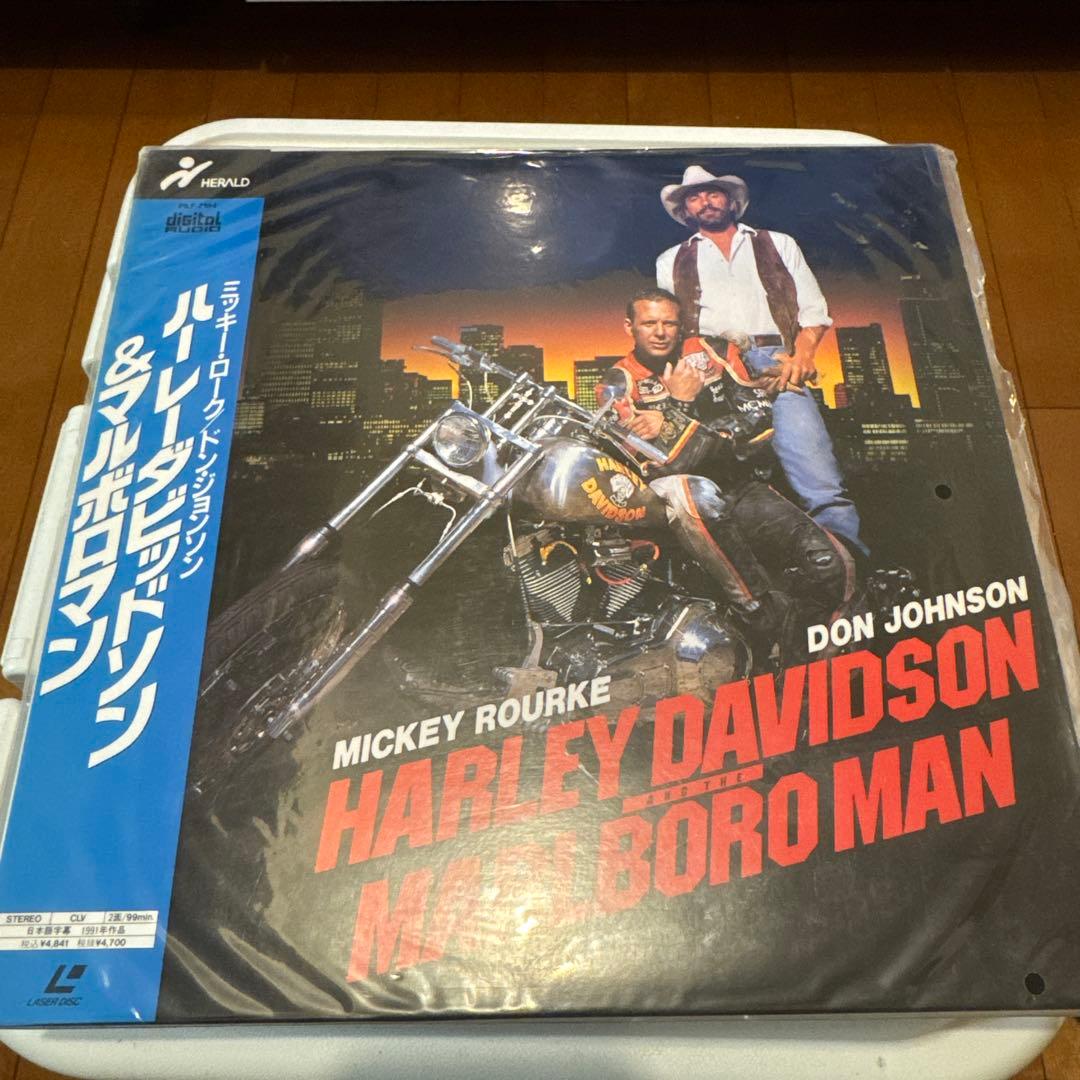 HERALD
digital
AUDIO
ミッキー・ローク/ドン・ジョンソン
ハーレーダビッドソン
&マルボロマン
HARLEY
DAVIDSON
DON JOHNSON
MICKEY ROURKE
HARLEY DAVIDSON
AND THE
MARLBORO MAN
STEREO CLV 2面/99min.
日本語字幕 1991年作品
税込¥4,841 税抜¥4,700
LASER DISC